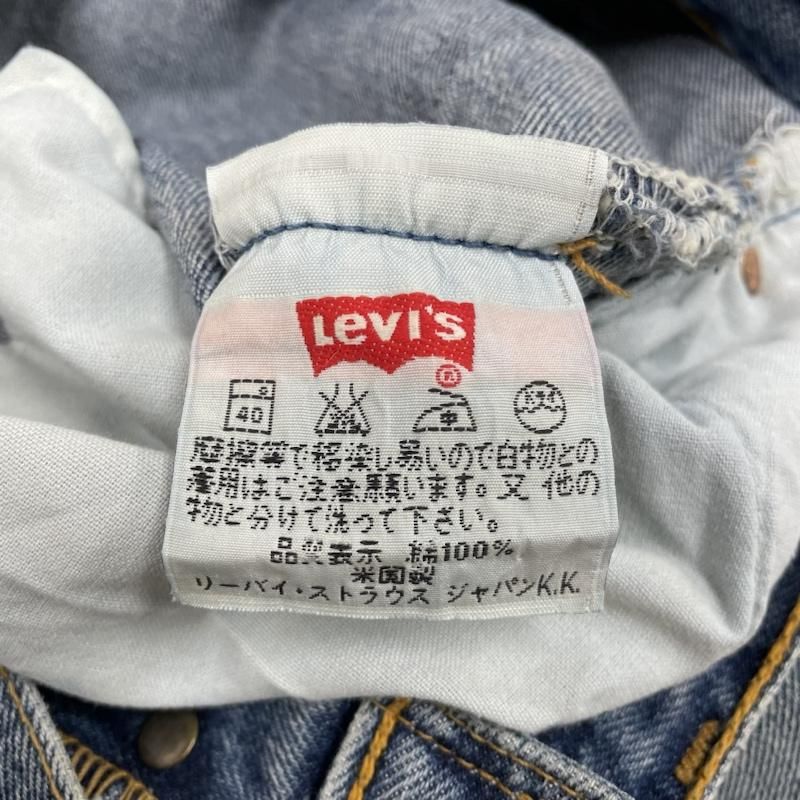 Levi's
®
40
摩擦等で移染し易いので白物との
着用はご注意願います。又 他の
物と分けて洗って下さい。
品質表示 綿100%
米国製
リーバイ・ストラウス ジャパンK.K.